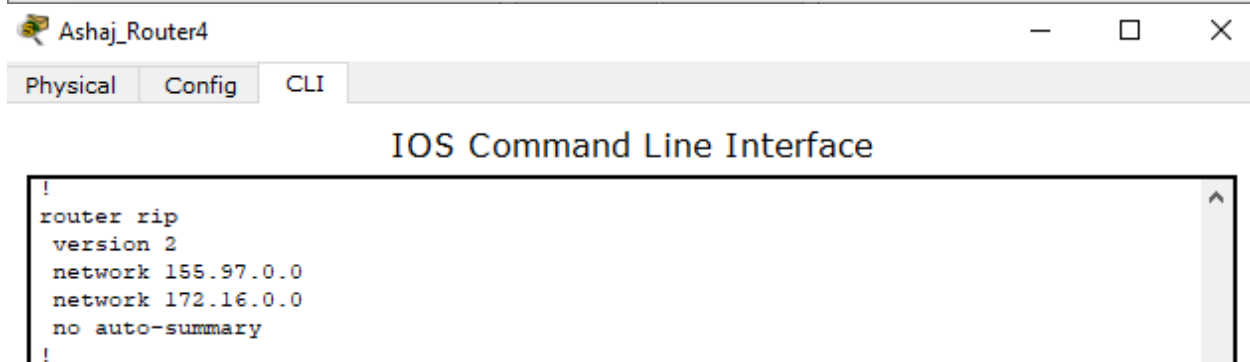 Ashaj_Router4
Physical Config CLI
IOS Command Line Interface
!
router rip
version 2
network 155.97.0.0
network 172.16.0.0
no auto-summary
!